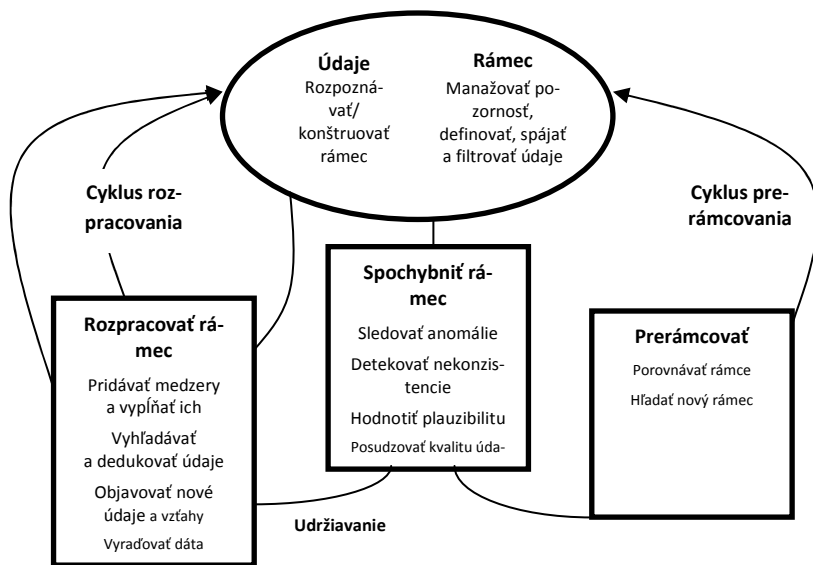 Údaje
Rozpozná-
vať/
konštruovať
rámec
Rámec
Manažovať po-
zornosť,
definovať, spájať
a filtrovať údaje
Cyklus roz-
pracovania
Cyklus pre-
rámcovania
Rozpracovať rá-
mec
Pridávať medzery
a vypĺňať ich
Vyhľadávať
a dedukovať údaje
Objavovať nové
údaje a vzťahy
Vyraďovať dáta
Spochybniť rá-
mec
Sledovať anomálie
Detekovať nekonzis-
tencie
Hodnotiť plauzibilitu
Posudzovať kvalitu úda-
Prerámcovať
Porovnávať rámce
Hľadať nový rámec
Udržiavanie